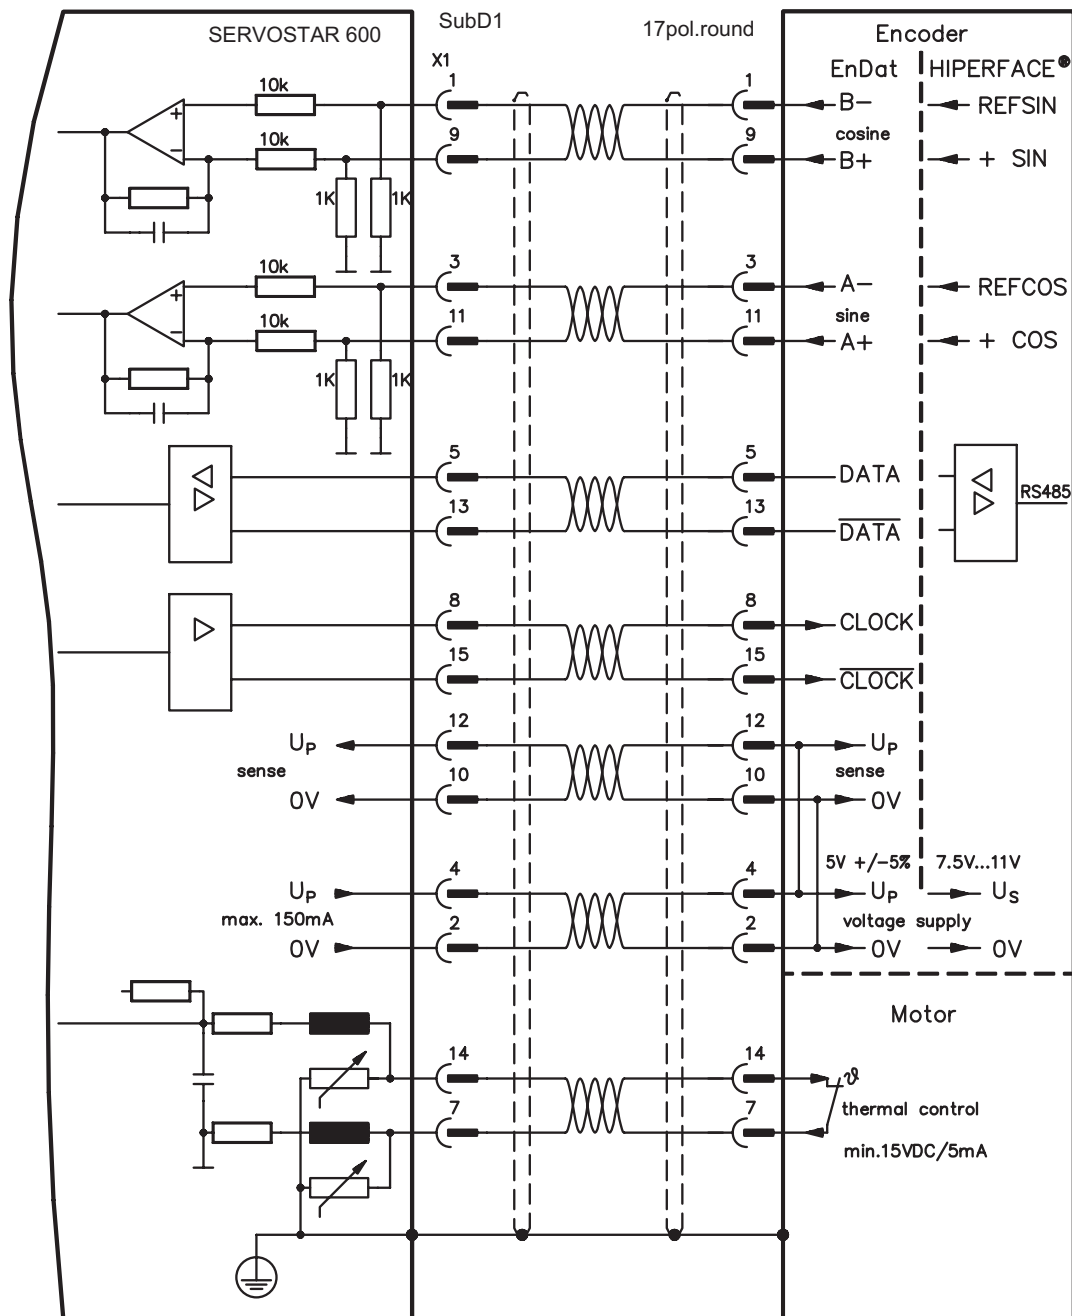 SERVOSTAR 600
SubD1
17pol.round
Encoder
X1
EnDat
HIPERFACE®
10k
1
1
B-
REFSIN
10k
9
9
cosine
B+
+ SIN
1K
1K
10k
3
3
A-
REFCOS
10k
11
11
sine
A+
+ COS
1K
1K
5
5
DATA
RS485
13
13
DATA
8
8
CLOCK
15
15
CLOCK
UP
12
12
UP
sense
sense
0V
10
10
0V
5V +/-5%
7.5V...11V
UP
4
4
UP
US
max. 150mA
voltage supply
0V
2
2
0V
0V
Motor
14
14
ϑ
thermal control
7
7
min.15VDC/5mA